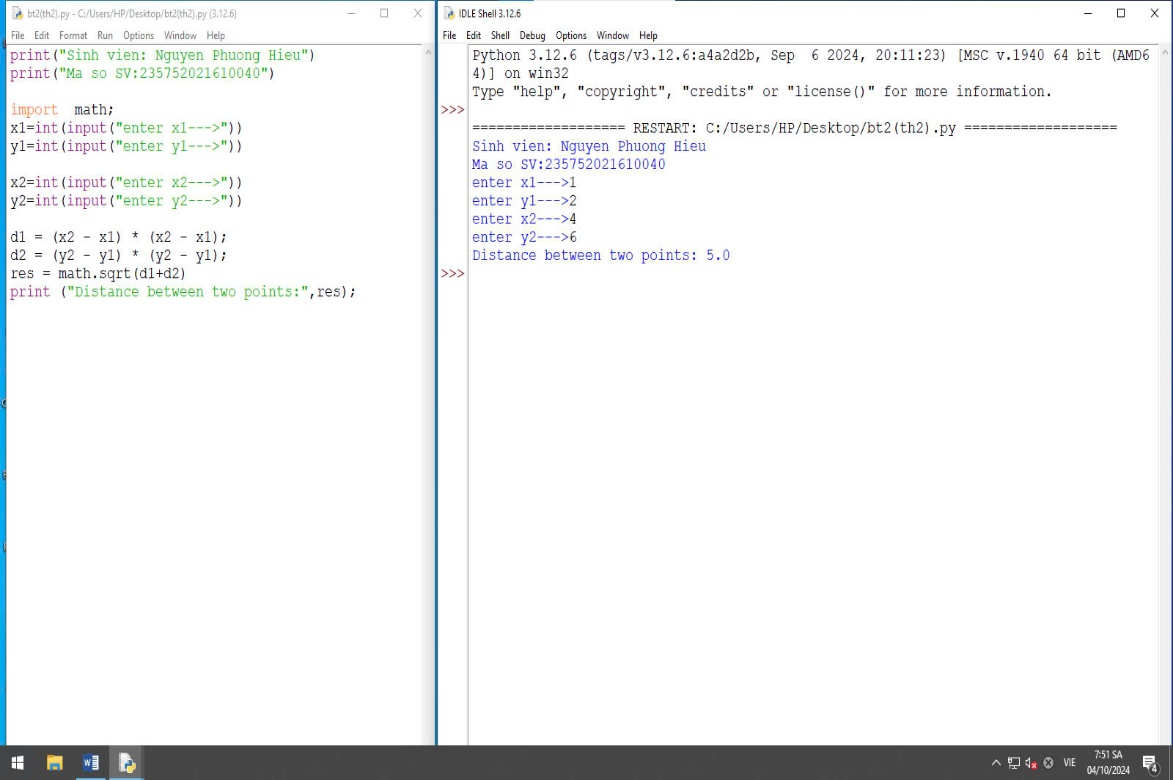 bt2(th2).py - C:/Users/HP/Desktop/bt2(th2).py (3.12.6)
File Edit Format Run Options Window Help
print("Sinh vien: Nguyen Phuong Hieu")
print("Ma so SV:235752021610040")
import  math;
x1=int(input("enter x1--->"))
y1=int(input("enter y1--->"))
x2=int(input("enter x2--->"))
y2=int(input("enter y2--->"))
d1 = (x2 - x1) * (x2 - x1);
d2 = (y2 - y1) * (y2 - y1);
res = math.sqrt(d1+d2)
print ("Distance between two points:",res);
IDLE Shell 3.12.6
File Edit Shell Debug Options Window Help
Python 3.12.6 (tags/v3.12.6:a4a2d2b, Sep  6 2024, 20:11:23) [MSC v.1940 64 bit (AMD6
4)] on win32
Type "help", "copyright", "credits" or "license()" for more information.
>>>
=================== RESTART: C:/Users/HP/Desktop/bt2(th2).py ===================
Sinh vien: Nguyen Phuong Hieu
Ma so SV:235752021610040
enter x1--->1
enter y1--->2
enter x2--->4
enter y2--->6
Distance between two points: 5.0
>>>
VIE
7:51 SA
04/10/2024
4